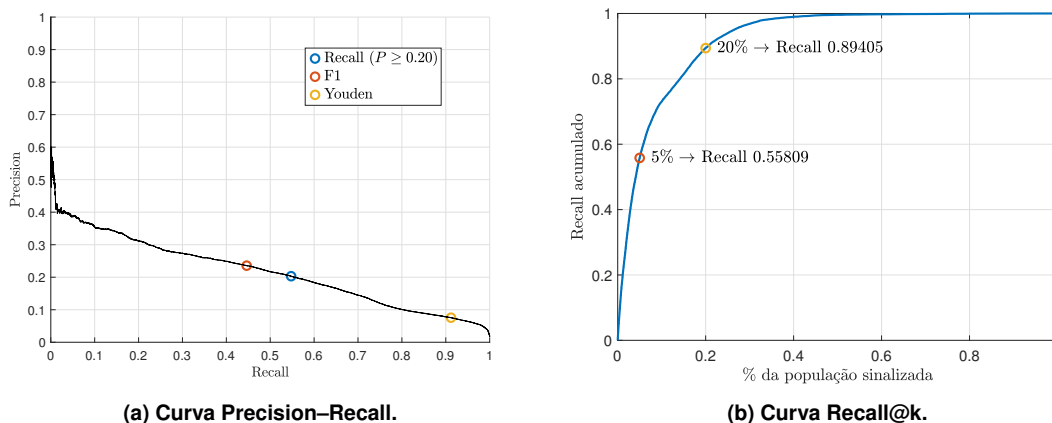 1
0.9
0.8
0.7
0.6
0.5
0.4
0.3
0.2
0.1
0
Precision
Recall (P ≥ 0.20)
F1
Youden
0 0.1 0.2 0.3 0.4 0.5 0.6 0.7 0.8 0.9 1
Recall
(a) Curva Precision–Recall.
1
0.8
0.6
0.4
0.2
0
Recall acumulado
20% → Recall 0.89405
5% → Recall 0.55809
0 0.2 0.4 0.6 0.8
% da população sinalizada
(b) Curva Recall@k.